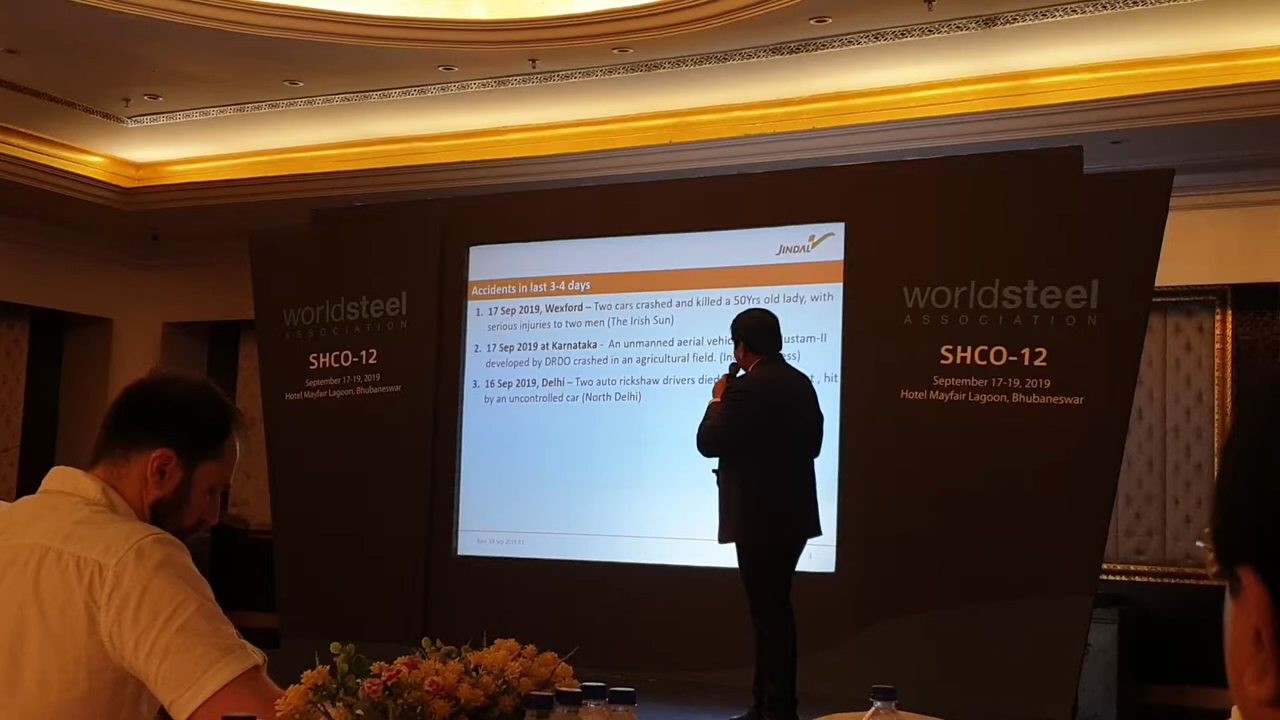 JINDAL
Accidents in last 3-4 days
1. 17 Sep 2019, Wexford – Two cars crashed and killed a 50Yrs old lady, with
serious injuries to two men (The Irish Sun)
2. 17 Sep 2019 at Karnataka – An unmanned aerial ustam-II
developed by DRDO crashed in an agricultural field.
3. 16 Sep 2019, Delhi – Two auto rickshaw drivers died , hit
by an uncontrolled car (North Delhi)
worldsteel
ASSOCIATION
SHCO-12
September 17-19, 2019
Hotel Mayfair Lagoon, Bhubaneswar
worldsteel
ASSOCIATION
SHCO-12
September 17-19, 2019
Hotel Mayfair Lagoon, Bhubaneswar